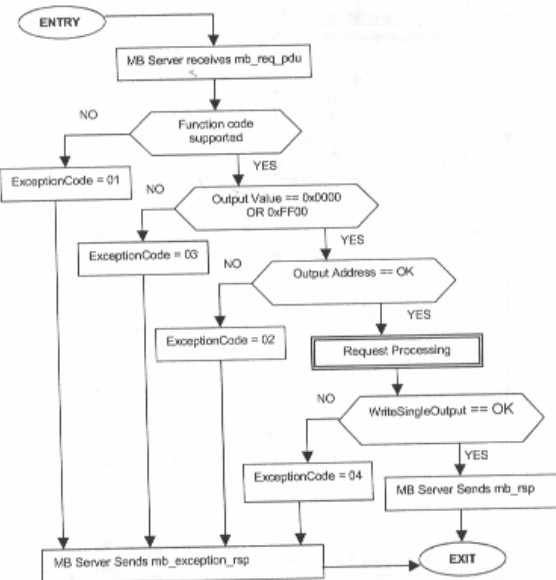 ENTRY
MB Server receives mb_req_pdu
NO
Function code
supported
YES
ExceptionCode = 01
NO
Output Value == 0x0000
OR 0xFF00
YES
ExceptionCode = 03
NO
Output Address == OK
YES
ExceptionCode = 02
Request Processing
NO
WriteSingleOutput == OK
YES
ExceptionCode = 04
MB Server Sends mb_rsp
MB Server Sends mb_exception_rsp
EXIT